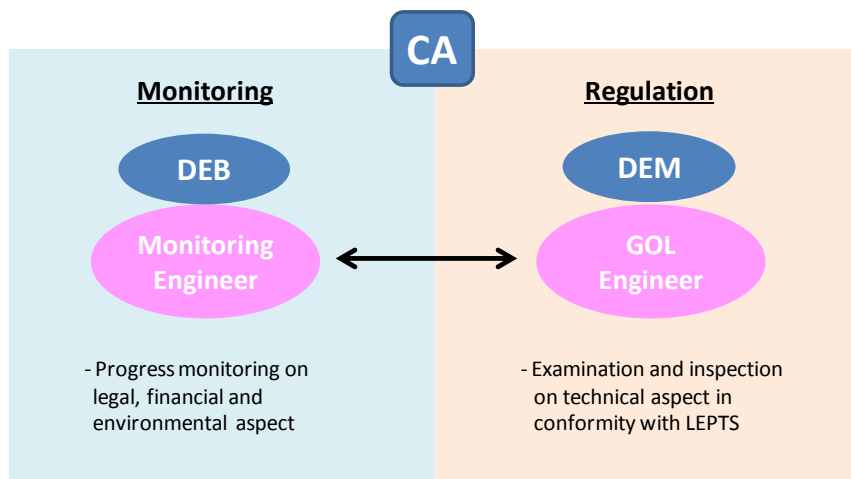 CA
Monitoring
Regulation
DEB
DEM
Monitoring
Engineer
GOL
Engineer
- Progress monitoring on
legal, financial and
environmental aspect
- Examination and inspection
on technical aspect in
conformity with LEPTS